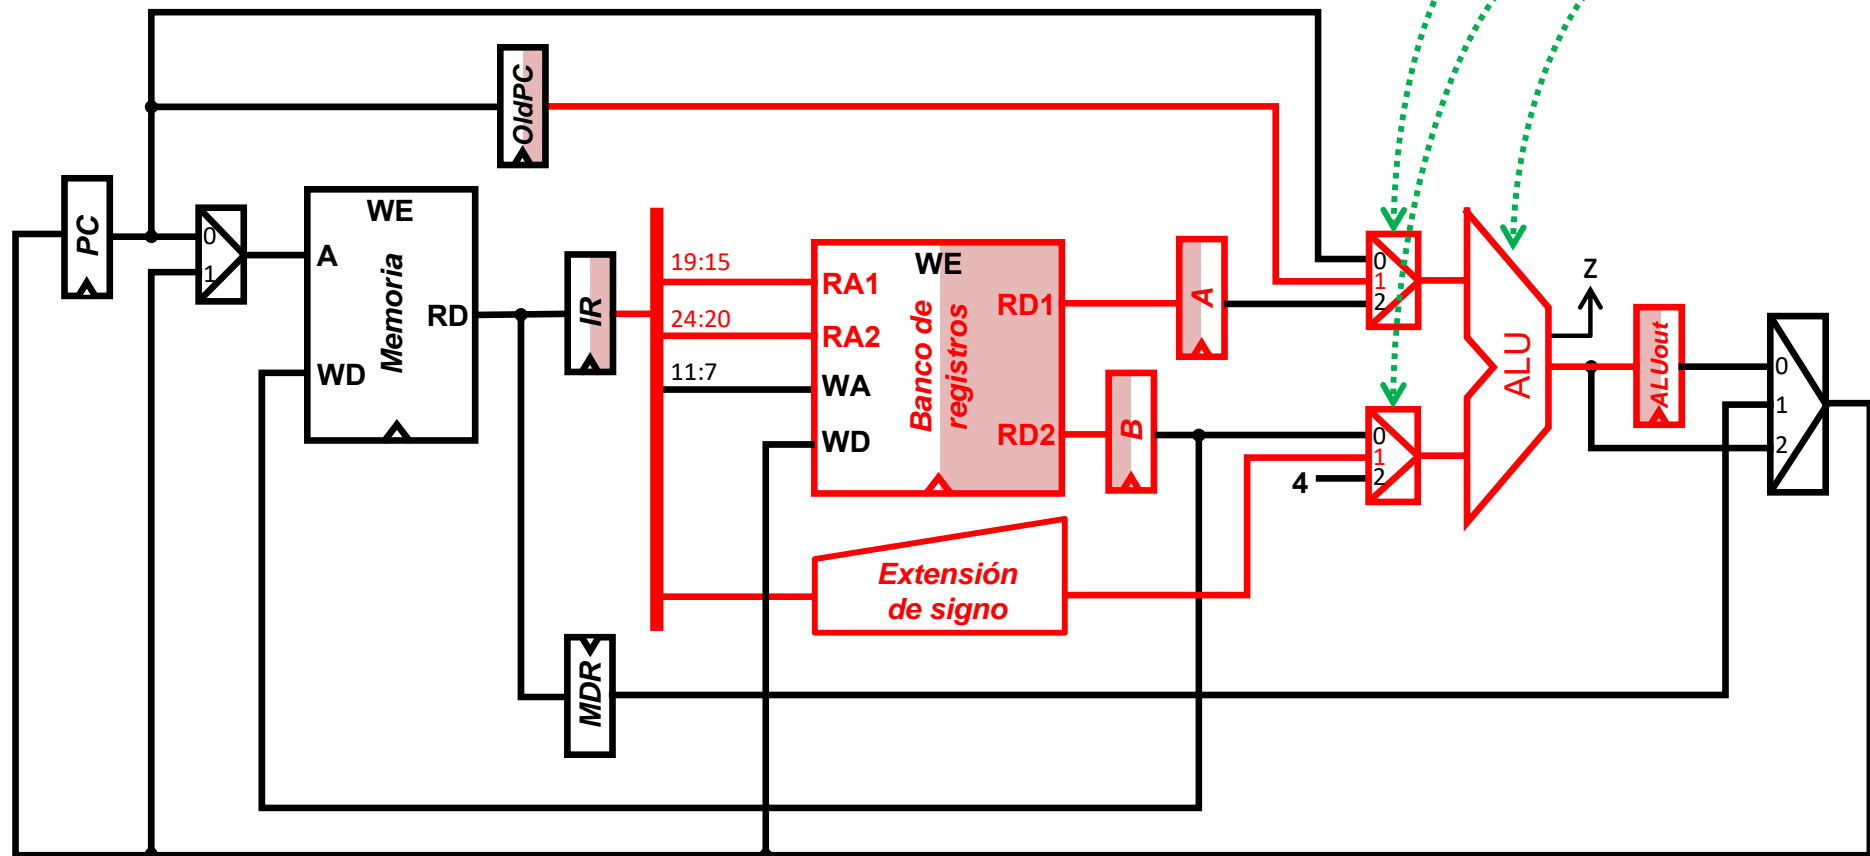 OldPC
PC
0
1
WE
A
Memoria
RD
WD
IR
19:15
24:20
11:7
RA1
RA2
WA
WD
WE
Banco de
registros
RD1
RD2
A
B
0
1
2
0
1
2
4
ALU
Z
ALUout
0
1
2
Extensión
de signo
MDR